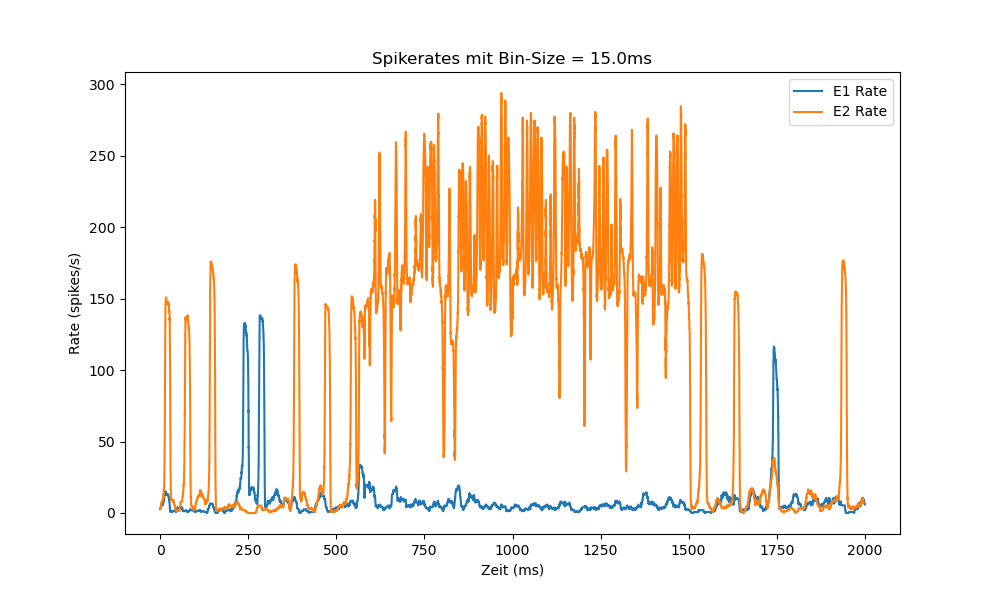 Spikerates mit Bin-Size = 15.0ms
E1 Rate
E2 Rate
Rate (spikes/s)
300
250
200
150
100
50
0
0 250 500 750 1000 1250 1500 1750 2000
Zeit (ms)